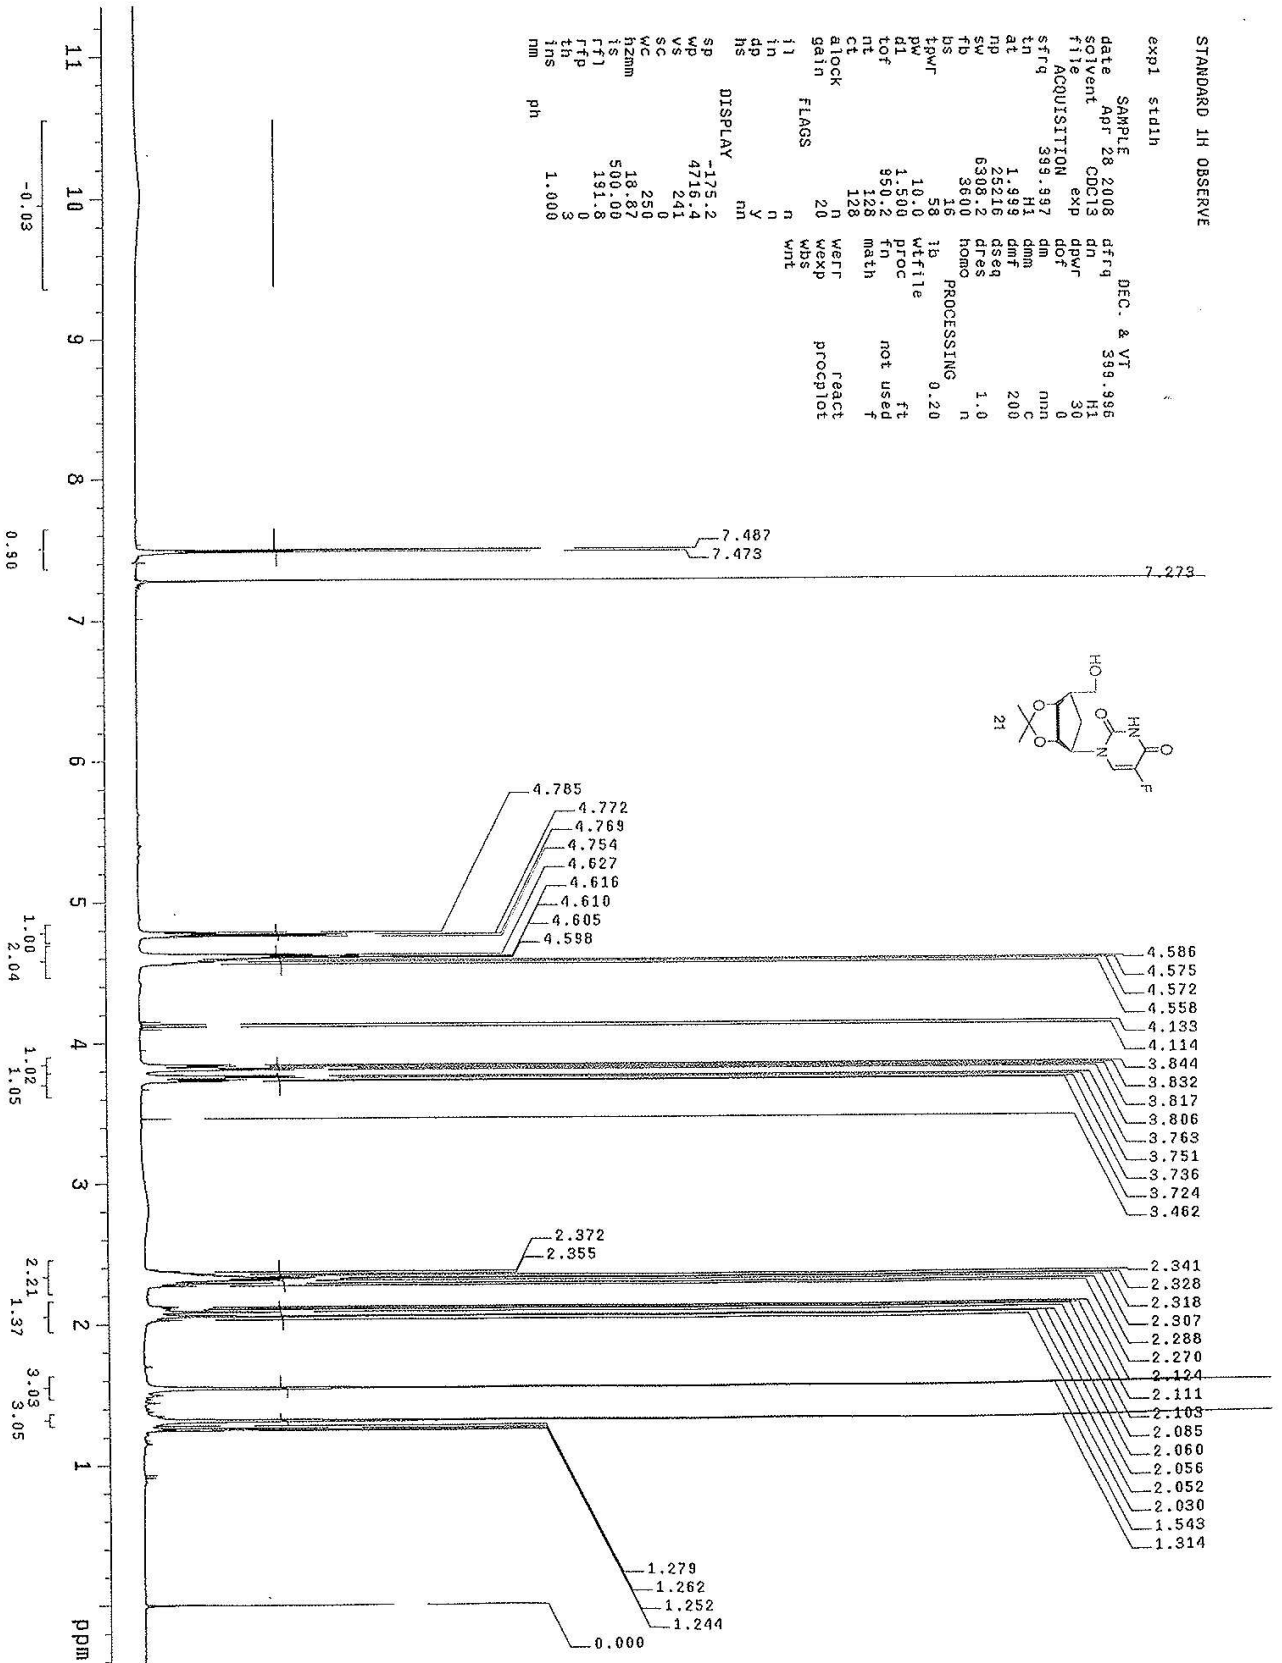 STANDARD 1H OBSERVE
exp1 std1h
SAMPLE
date Apr 28 2008
solvent CDCl3
file exp
ACQUISITION
sfrq 399.997
tn H1
at 1.999
np 25216
sw 6308.2
fb 3600
bs 16
tpwr 58
pw 10.0
d1 1.500
tof 950.2
nt 128
ct 128
alock n
gain 20
FLAGS
il n
in n
dp y
hs nn
DISPLAY
sp -175.2
wp 4716.4
vs 241
sc 0
wc 250
hzmm 18.87
is 500.00
rfl 191.8
rfp 0
th 3
ins 1.000
nm ph
DEC. & VT
dfrq 399.996
dn H1
dpwr 30
dof 0
dm nnn
dmm c
dmf 200
dseq
dres 1.0
homo n
PROCESSING
lb 0.20
wtfile
proc ft
fn not used
math f
werr react
wexp procplot
wbs
wnt
7.487
7.473
7.273
HO
O
O
O
HN
O
N
F
21
4.785
4.772
4.769
4.754
4.627
4.616
4.610
4.605
4.598
4.586
4.575
4.572
4.558
4.133
4.114
3.844
3.832
3.817
3.806
3.763
3.751
3.736
3.724
3.462
2.372
2.355
2.341
2.328
2.318
2.307
2.288
2.270
2.124
2.111
2.103
2.085
2.060
2.056
2.052
2.030
1.543
1.314
1.279
1.262
1.252
1.244
0.000
11 10 9 8 7 6 5 4 3 2 1 ppm
-0.03
0.90
1.00
2.04
1.02
1.05
2.21
1.37
3.03
3.05